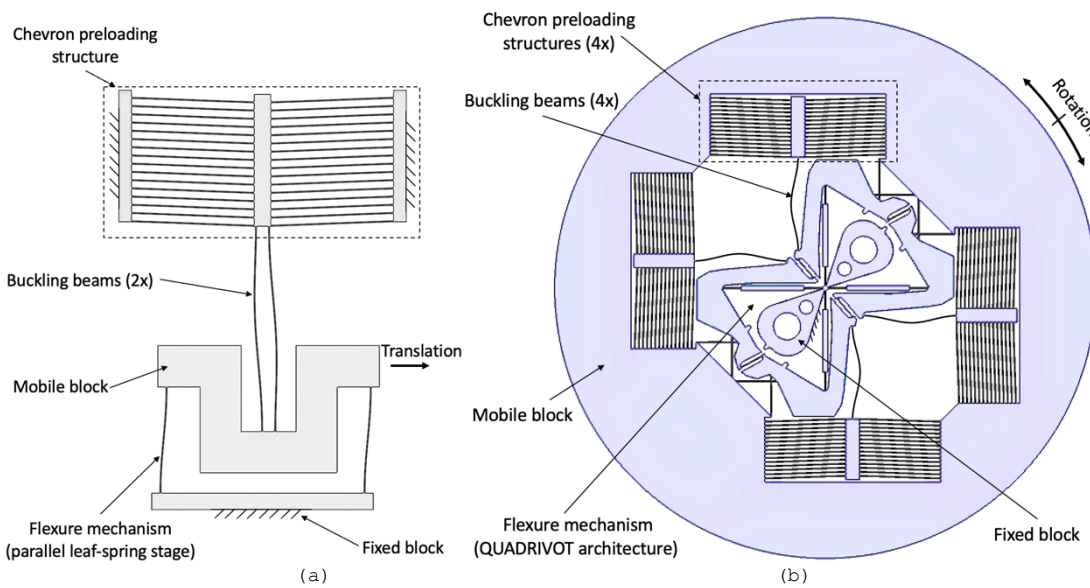 Chevron preloading
structure
Buckling beams (2x)
Mobile block
Translation
Flexure mechanism
(parallel leaf-spring stage)
Fixed block
(a)
Chevron preloading
structures (4x)
Buckling beams (4x)
Rotation
Mobile block
Flexure mechanism
(QUADRIVOT architecture)
Fixed block
(b)